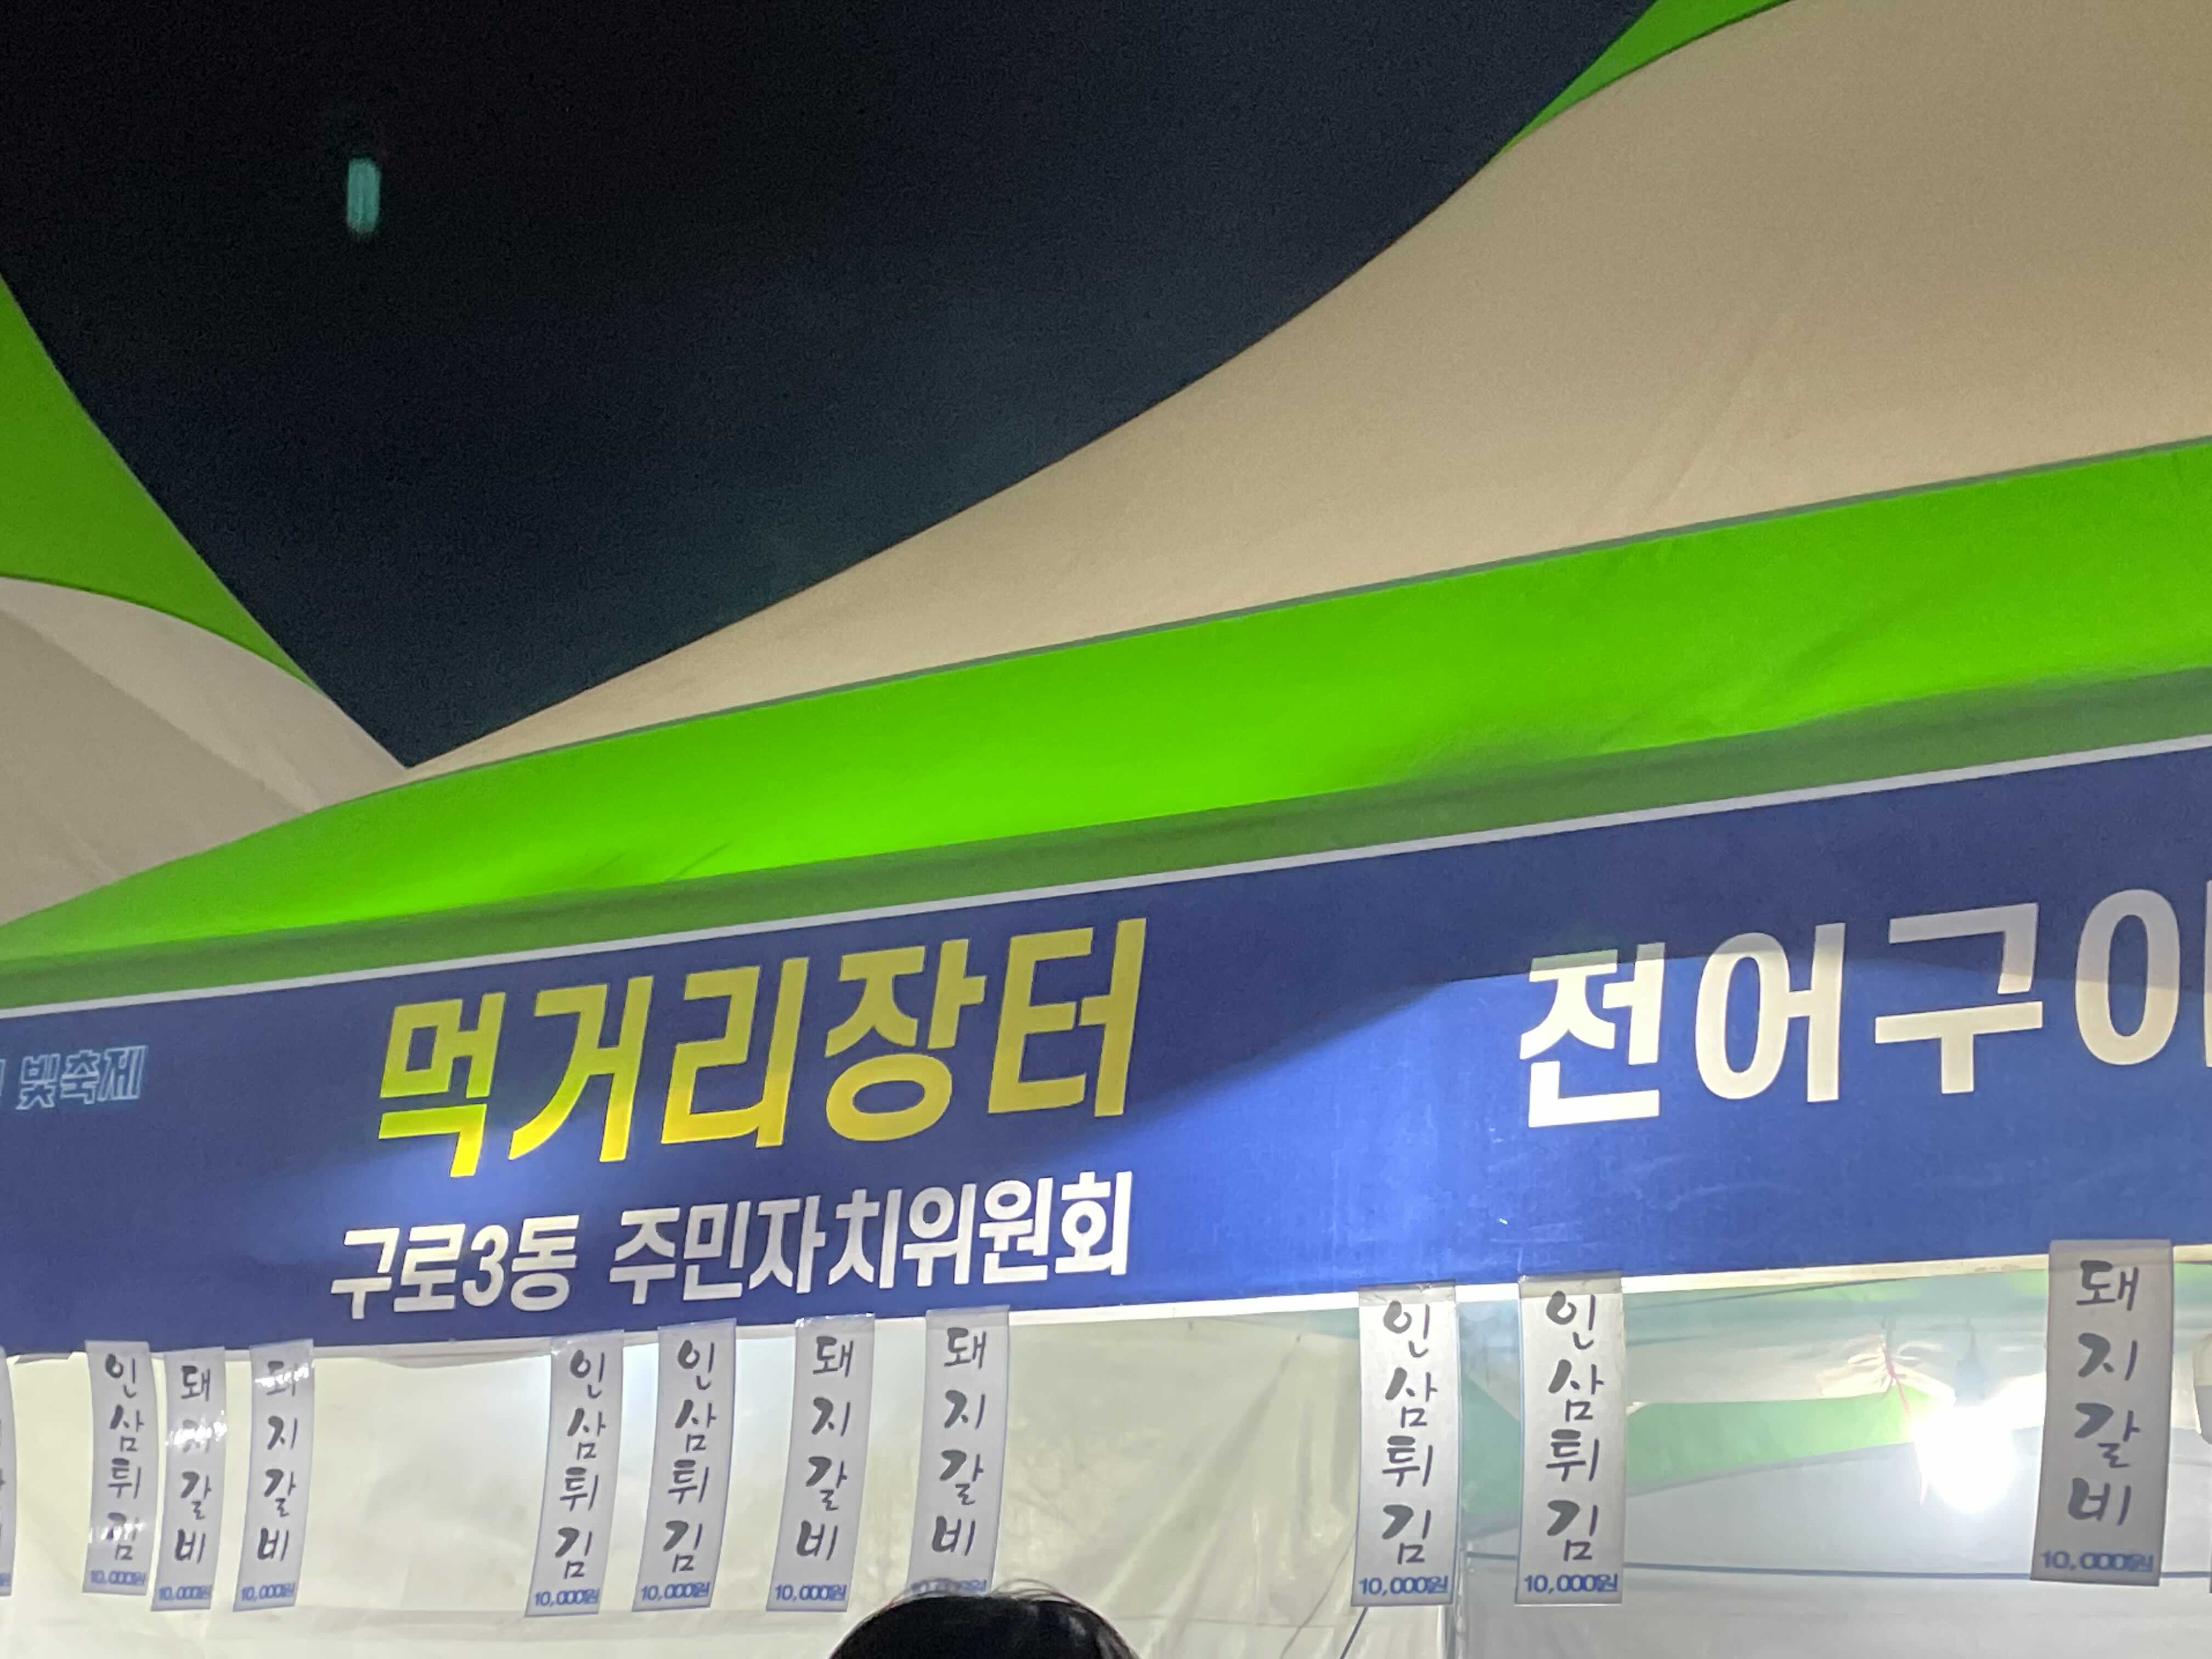 빛축제
먹거리장터
구로3동 주민자치위원회
전어구이
인삼튀김
10,000원
돼지갈비
10,000원
돼지갈비
10,000원
인삼튀김
10,000원
인삼튀김
10,000원
돼지갈비
10,000원
돼지갈비
인삼튀김
10,000원
인삼튀김
10,000원
돼지갈비
10,000원